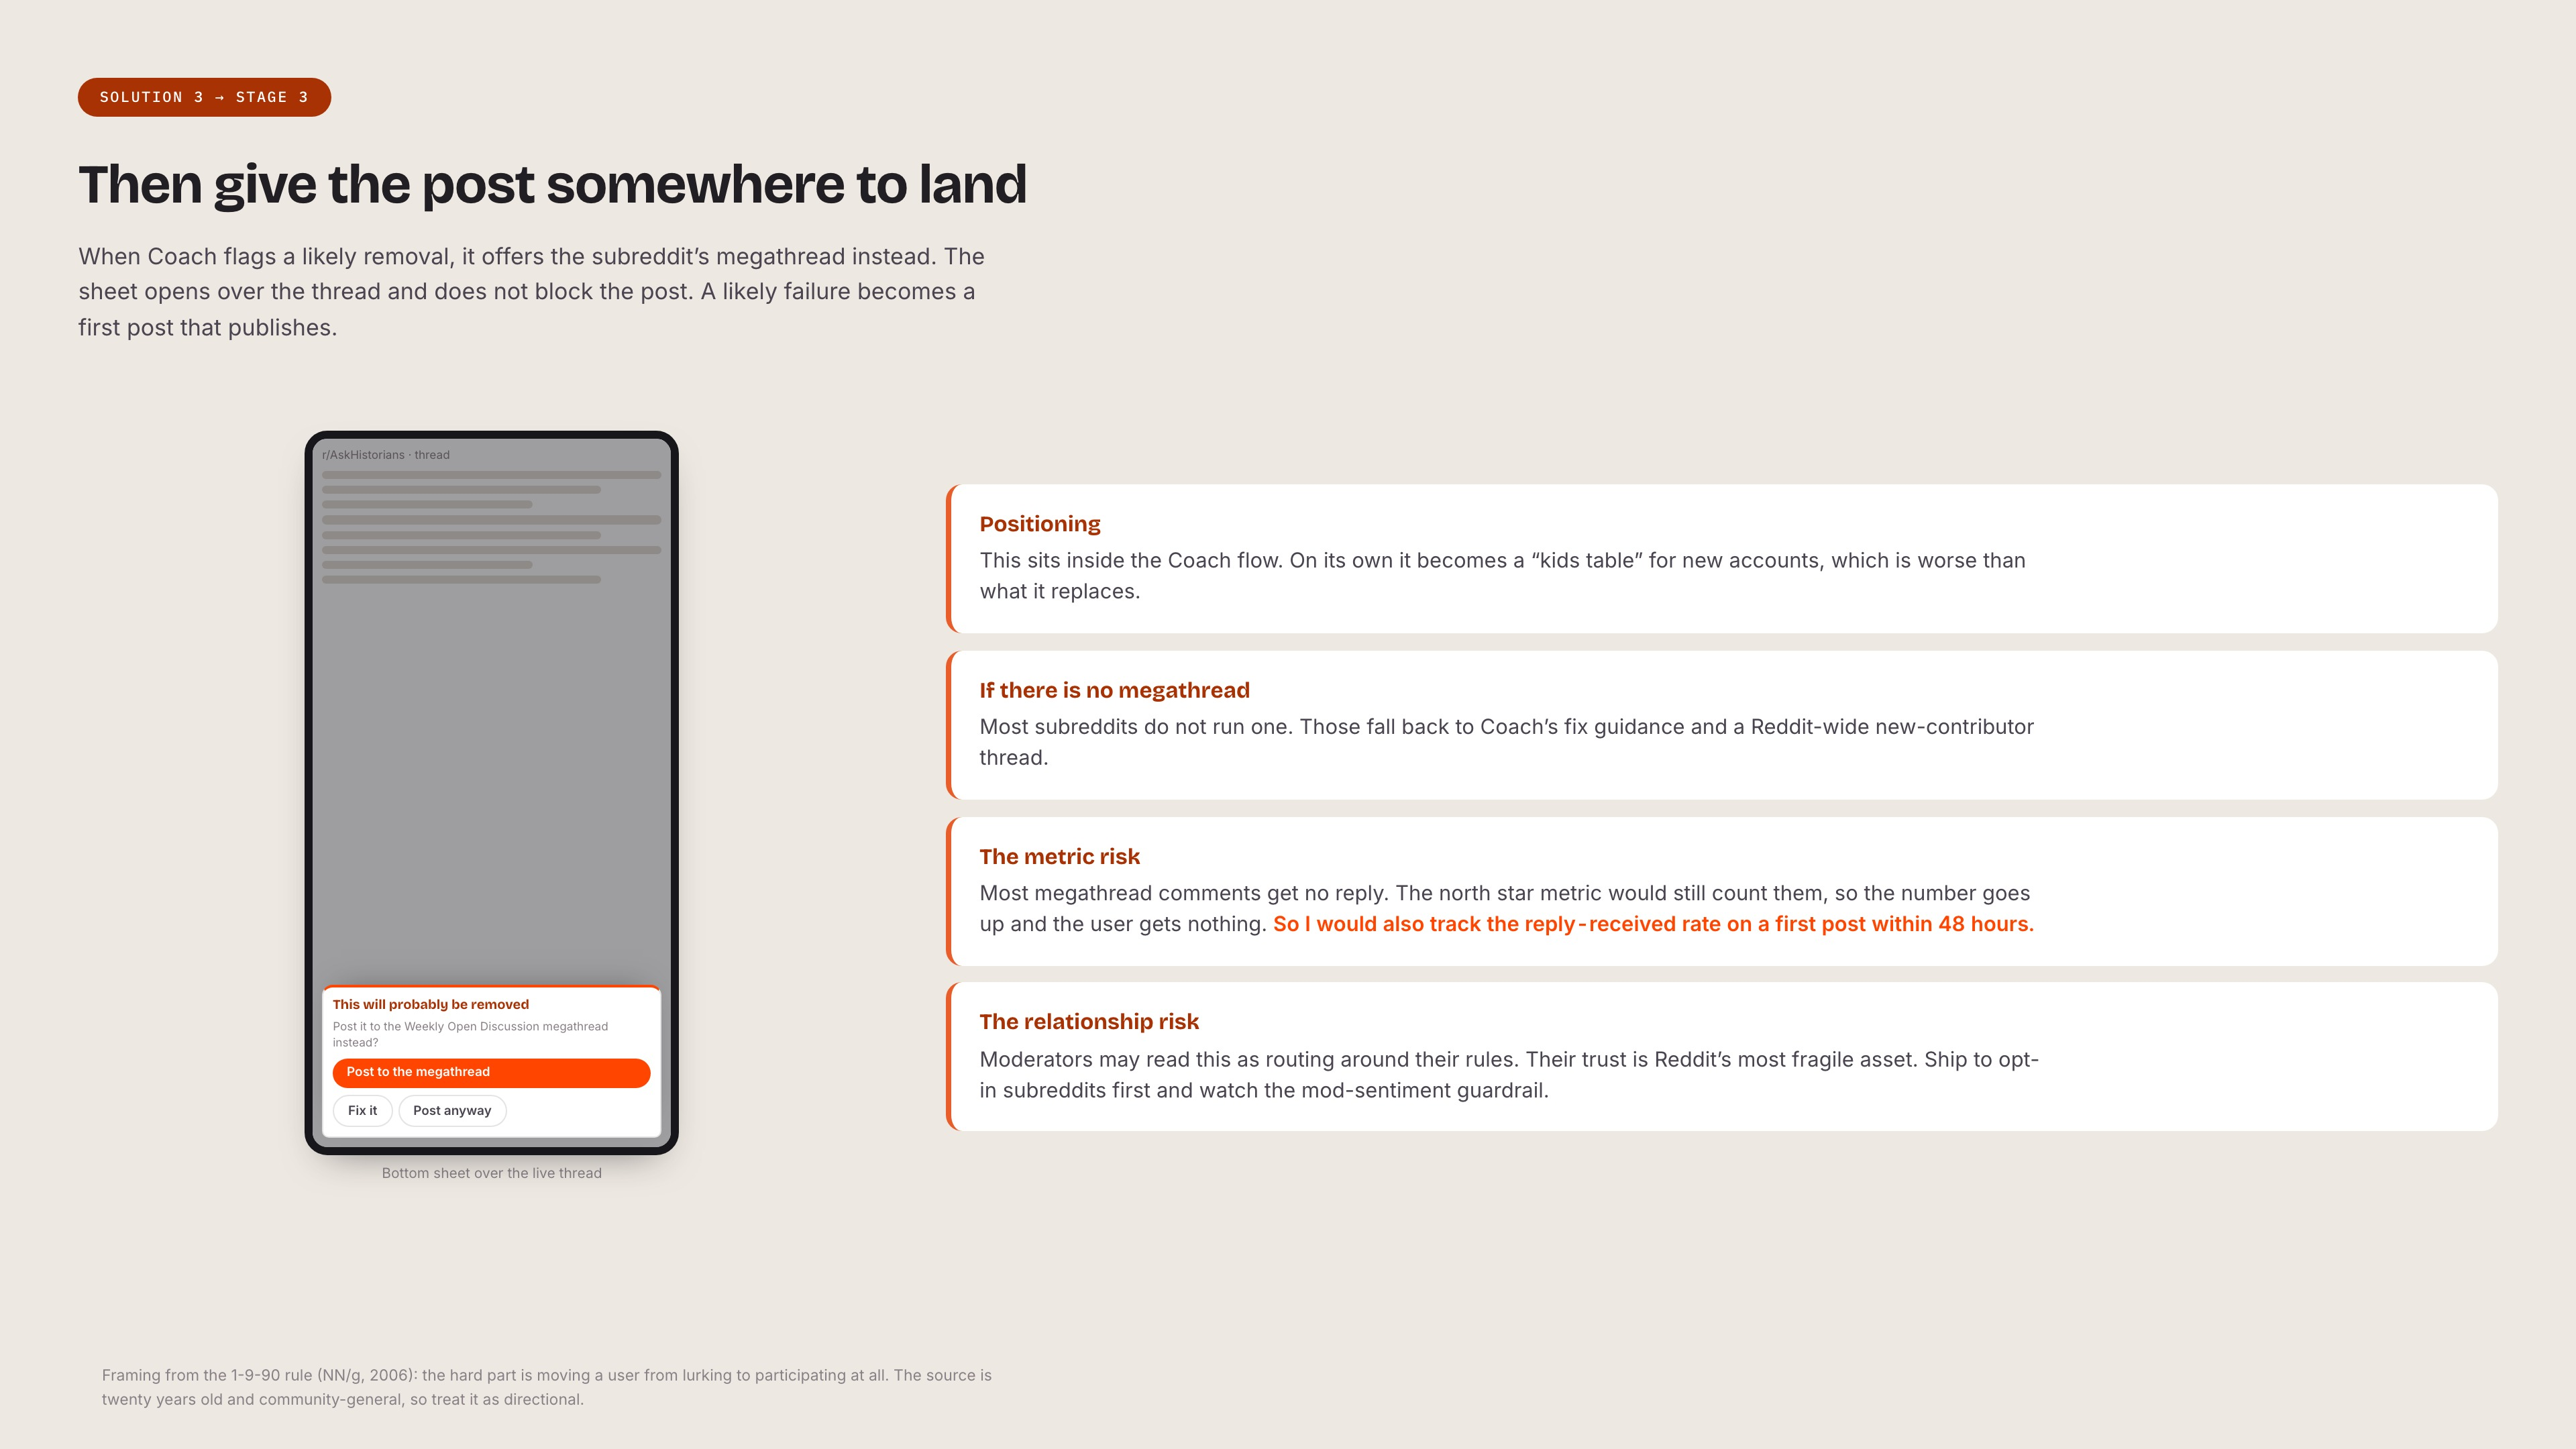 SOLUTION 3 → STAGE 3
Then give the post somewhere to land
When Coach flags a likely removal, it offers the subreddit’s megathread instead. The
sheet opens over the thread and does not block the post. A likely failure becomes a
first post that publishes.
r/AskHistorians · thread
This will probably be removed
Post it to the Weekly Open Discussion megathread
instead?
Post to the megathread
Fix it
Post anyway
Bottom sheet over the live thread
Positioning
This sits inside the Coach flow. On its own it becomes a “kids table” for new accounts, which is worse than
what it replaces.
If there is no megathread
Most subreddits do not run one. Those fall back to Coach’s fix guidance and a Reddit-wide new-contributor
thread.
The metric risk
Most megathread comments get no reply. The north star metric would still count them, so the number goes
up and the user gets nothing. So I would also track the reply-received rate on a first post within 48 hours.
The relationship risk
Moderators may read this as routing around their rules. Their trust is Reddit’s most fragile asset. Ship to opt-
in subreddits first and watch the mod-sentiment guardrail.
Framing from the 1-9-90 rule (NN/g, 2006): the hard part is moving a user from lurking to participating at all. The source is
twenty years old and community-general, so treat it as directional.